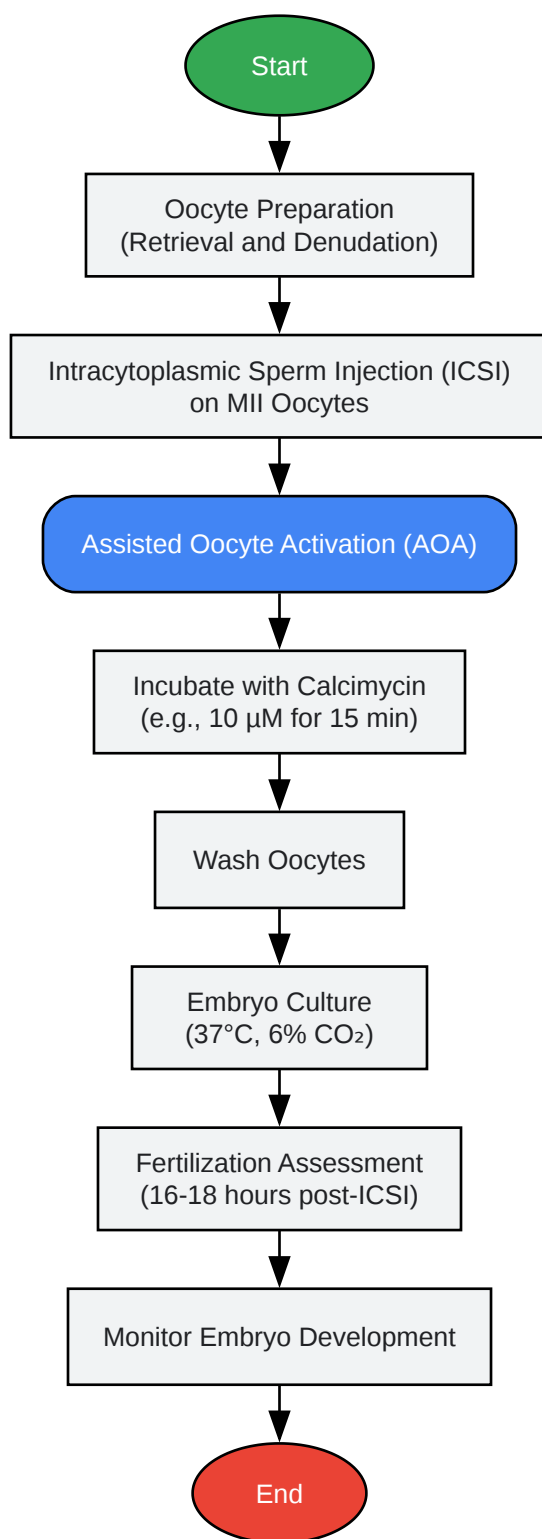 Start
Oocyte Preparation
(Retrieval and Denudation)
Intracytoplasmic Sperm Injection (ICSI)
on MII Oocytes
Assisted Oocyte Activation (AOA)
Incubate with Calcimycin
(e.g., 10 µM for 15 min)
Wash Oocytes
Embryo Culture
(37°C, 6% CO₂)
Fertilization Assessment
(16-18 hours post-ICSI)
Monitor Embryo Development
End